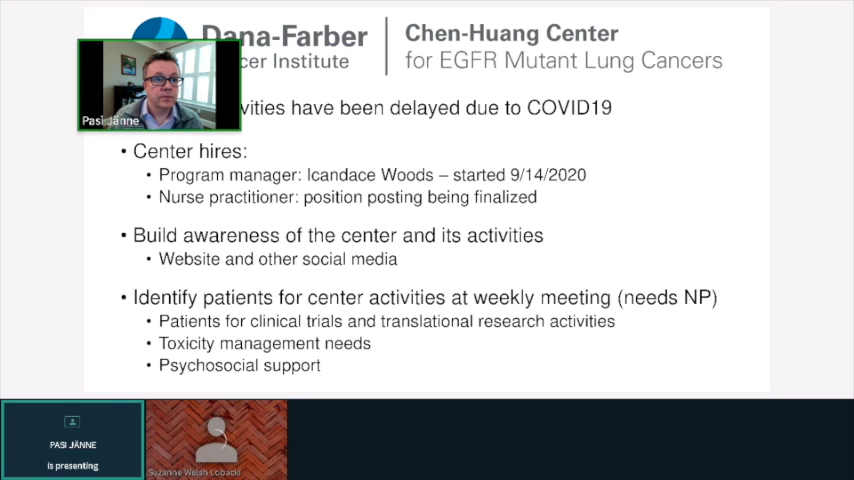 Dana-Farber
Cancer Institute
Chen-Huang Center
for EGFR Mutant Lung Cancers
have been delayed due to COVID19
Pasi Jänne
• Center hires:
• Program manager: Icandace Woods – started 9/14/2020
• Nurse practitioner: position posting being finalized
• Build awareness of the center and its activities
• Website and other social media
• Identify patients for center activities at weekly meeting (needs NP)
• Patients for clinical trials and translational research activities
• Toxicity management needs
• Psychosocial support
PASI JÄNNE
is presenting
Suzanne Welsh Lobacki